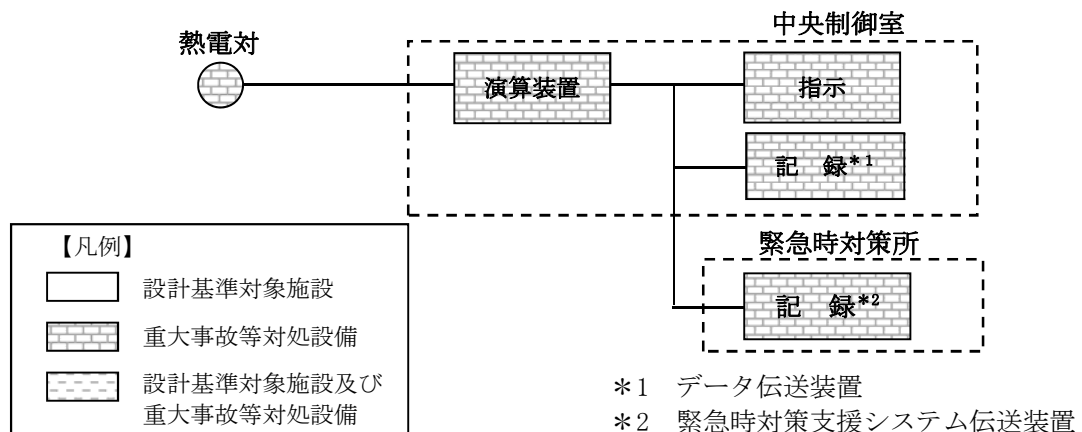 中央制御室
熱電対
演算装置
指示
記　録*1
緊急時対策所
記　録*2
【凡例】
設計基準対象施設
重大事故等対処設備
設計基準対象施設及び
重大事故等対処設備
*1　データ伝送装置
*2　緊急時対策支援システム伝送装置